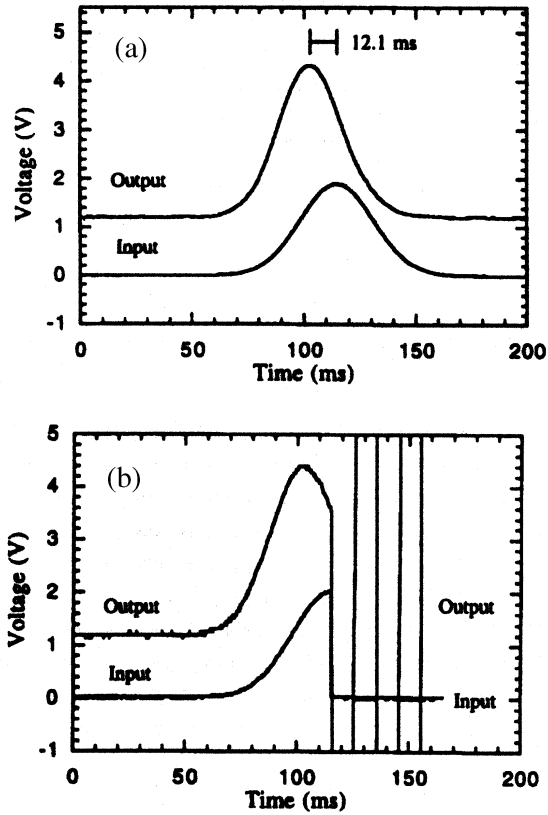 (a)
12.1 ms
5
4
3
2
1
0
-1
Voltage (V)
Output
Input
0
50
100
150
200
Time (ms)
(b)
5
4
3
2
1
0
-1
Voltage (V)
Output
Output
Input
Input
0
50
100
150
200
Time (ms)